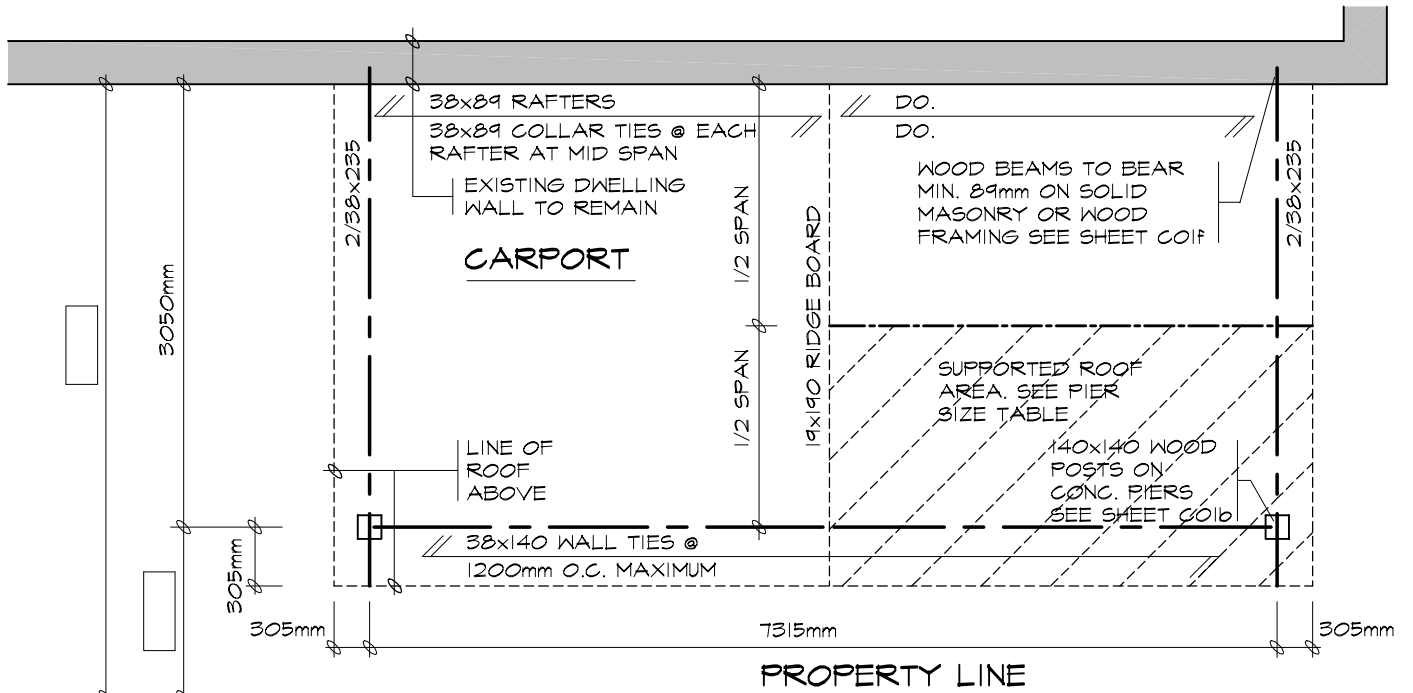 38x89 RAFTERS
38x89 COLLAR TIES @ EACH
RAFTER AT MID SPAN
EXISTING DWELLING
WALL TO REMAIN
CARPORT
DO.
DO.
WOOD BEAMS TO BEAR
MIN. 89mm ON SOLID
MASONRY OR WOOD
FRAMING SEE SHEET C01f
2/38x235
2/38x235
1/2 SPAN
1/2 SPAN
19x190 RIDGE BOARD
3050mm
SUPPORTED ROOF
AREA. SEE PIER
SIZE TABLE
LINE OF
ROOF
ABOVE
140x140 WOOD
POSTS ON
CONC. PIERS
SEE SHEET C01b
38x140 WALL TIES @
1200mm O.C. MAXIMUM
305mm
305mm
7315mm
305mm
PROPERTY LINE